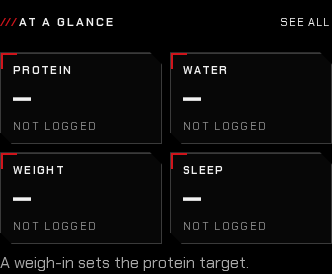 ///AT A GLANCE SEE ALL
PROTEIN WATER
— —
NOT LOGGED NOT LOGGED
WEIGHT SLEEP
— —
NOT LOGGED NOT LOGGED
A weigh-in sets the protein target.